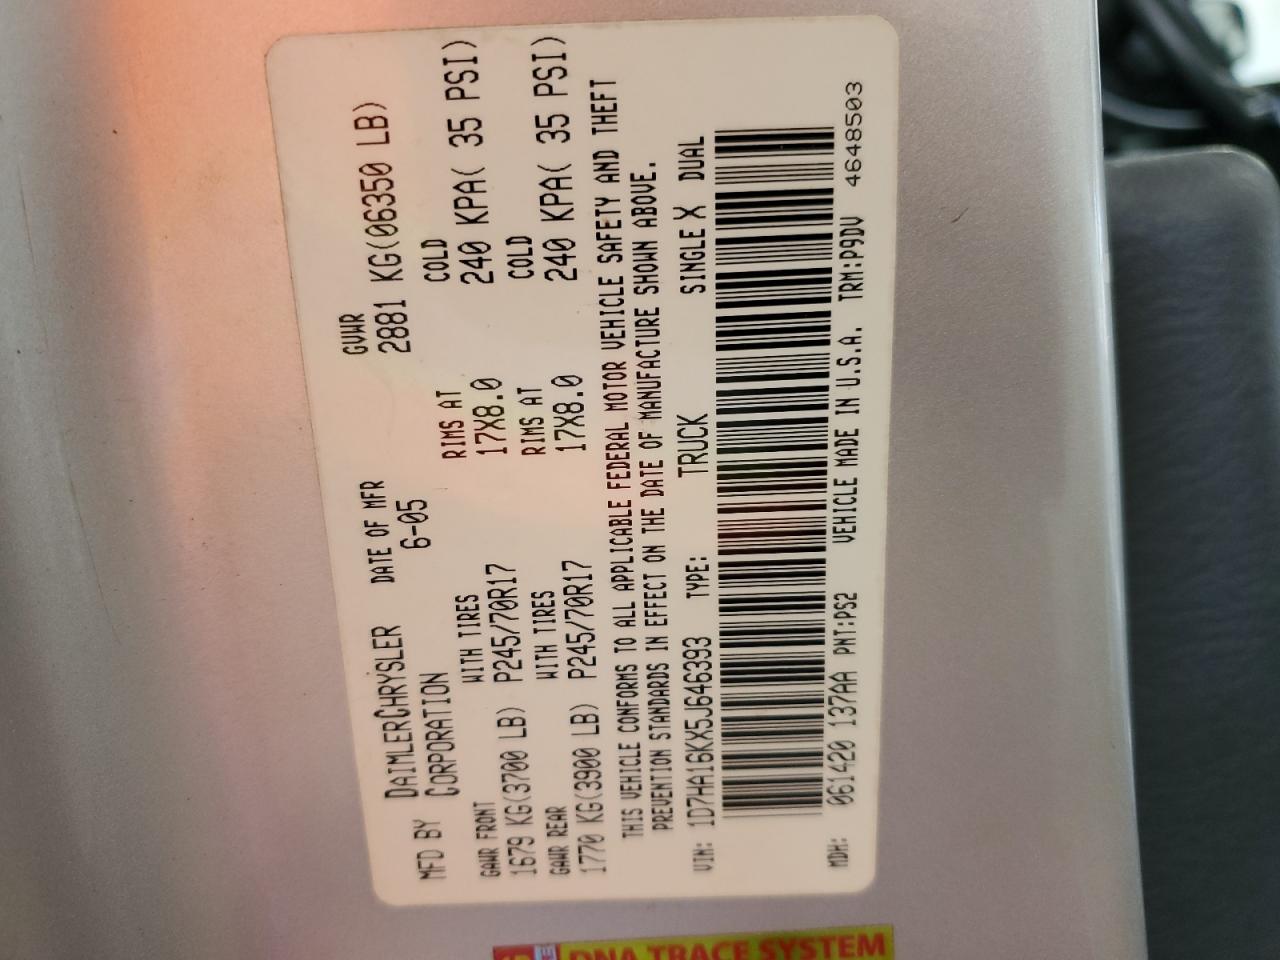 MFD BY DAIMLERCHRYSLER CORPORATION
DATE OF MFR 6-05
GVWR 2881 KG(06350 LB)
GAWR FRONT WITH TIRES RIMS AT COLD
1679 KG(3700 LB) P245/70R17 17X8.0 240 KPA( 35 PSI)
GAWR REAR WITH TIRES RIMS AT COLD
1770 KG(3900 LB) P245/70R17 17X8.0 240 KPA( 35 PSI)
THIS VEHICLE CONFORMS TO ALL APPLICABLE FEDERAL MOTOR VEHICLE SAFETY AND THEFT
PREVENTION STANDARDS IN EFFECT ON THE DATE OF MANUFACTURE SHOWN ABOVE.
VIN: 1D7HA16KX5J646393 TYPE: TRUCK SINGLE X DUAL
MDH: 061420 137AA PNT:PS2 VEHICLE MADE IN U.S.A. TRM:P9DV 4648503
DNA TRACE SYSTEM